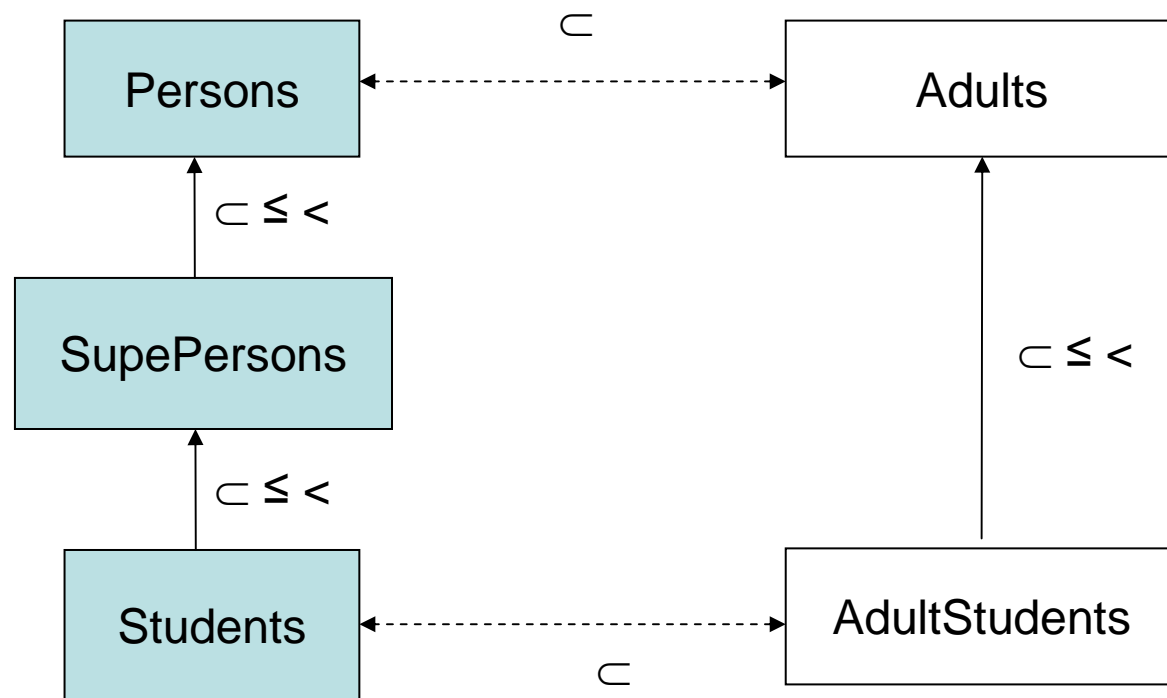 ⊂
Persons
Adults
⊂ ≤ <
SupePersons
⊂ ≤ <
⊂ ≤ <
Students
AdultStudents
⊂